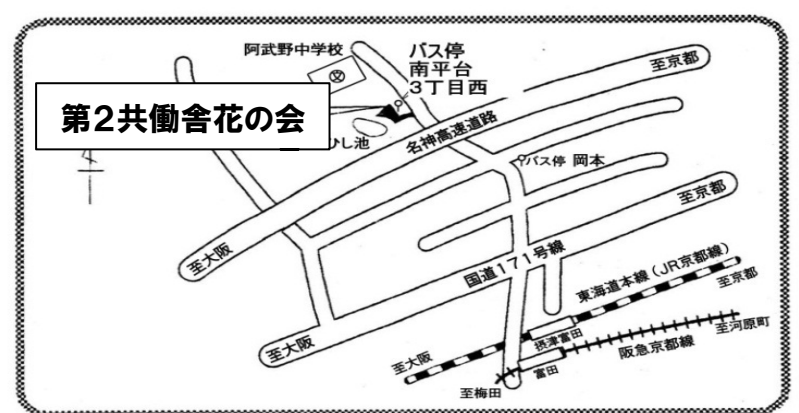 阿武野中学校
バス停
南平台
3丁目西
至京都
第2共働舎花の会
ひし池
名神高速道路
バス停 岡本
至京都
至大阪
国道171号線
東海道本線(JR京都線)
至京都
至大阪
摂津富田
至大阪
阪急京都線
至河原町
富田
至梅田